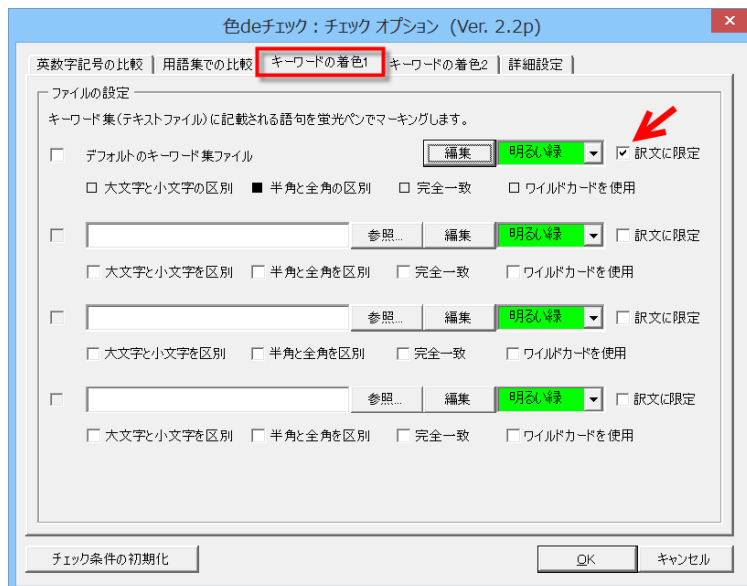 色deチェック：チェック オプション (Ver. 2.2p)
英数字記号の比較 用語集での比較 キーワードの着色1 キーワードの着色2 詳細設定
ファイルの設定
キーワード集(テキストファイル)に記載される語句を蛍光ペンでマーキングします。
デフォルトのキーワード集ファイル 編集 明るい緑 訳文に限定
大文字と小文字の区別 半角と全角の区別 完全一致 ワイルドカードを使用
参照... 編集 明るい緑 訳文に限定
大文字と小文字を区別 半角と全角を区別 完全一致 ワイルドカードを使用
参照... 編集 明るい緑 訳文に限定
大文字と小文字を区別 半角と全角を区別 完全一致 ワイルドカードを使用
参照... 編集 明るい緑 訳文に限定
大文字と小文字を区別 半角と全角を区別 完全一致 ワイルドカードを使用
チェック条件の初期化 OK キャンセル